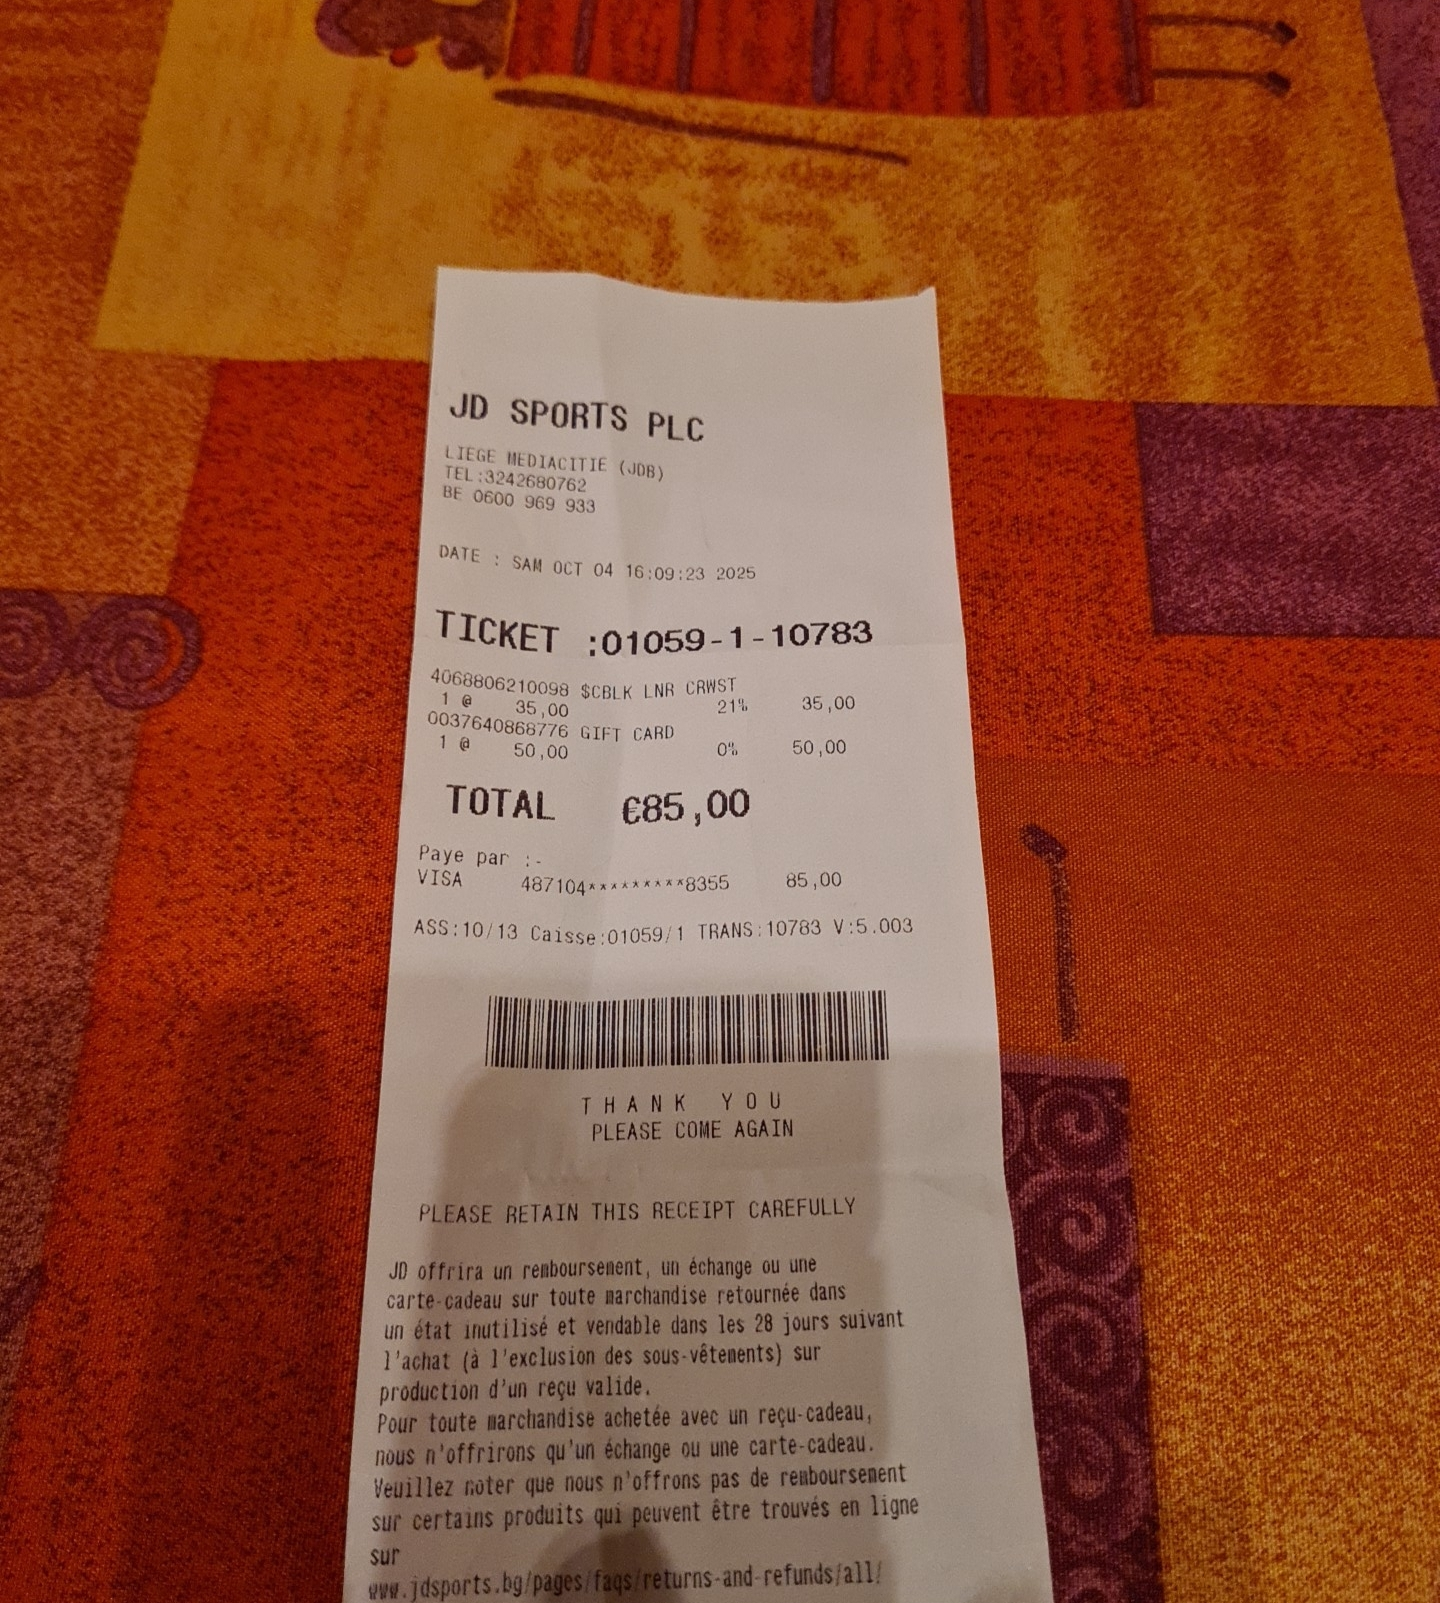 JD SPORTS PLC
LIEGE MEDIACITIE (JDB)
TEL:3242680762
BE 0600 969 933
DATE : SAM OCT 04 16:09:23 2025
TICKET :01059-1-10783
4068806210098 $CBLK LNR CRWST
1 @ 35,00 21% 35,00
0037640868776 GIFT CARD
1 @ 50,00 0% 50,00
TOTAL €85,00
Paye par :-
VISA 487104*********8355 85,00
ASS:10/13 Caisse:01059/1 TRANS:10783 V:5.003
THANK YOU
PLEASE COME AGAIN
PLEASE RETAIN THIS RECEIPT CAREFULLY
JD offrira un remboursement, un échange ou une
carte-cadeau sur toute marchandise retournée dans
un état inutilisé et vendable dans les 28 jours suivant
l'achat (à l'exclusion des sous-vêtements) sur
production d'un reçu valide.
Pour toute marchandise achetée avec un reçu-cadeau,
nous n'offrirons qu'un échange ou une carte-cadeau.
Veuillez noter que nous n'offrons pas de remboursement
sur certains produits qui peuvent être trouvés en ligne
sur
www.jdsports.bg/pages/faqs/returns-and-refunds/all/